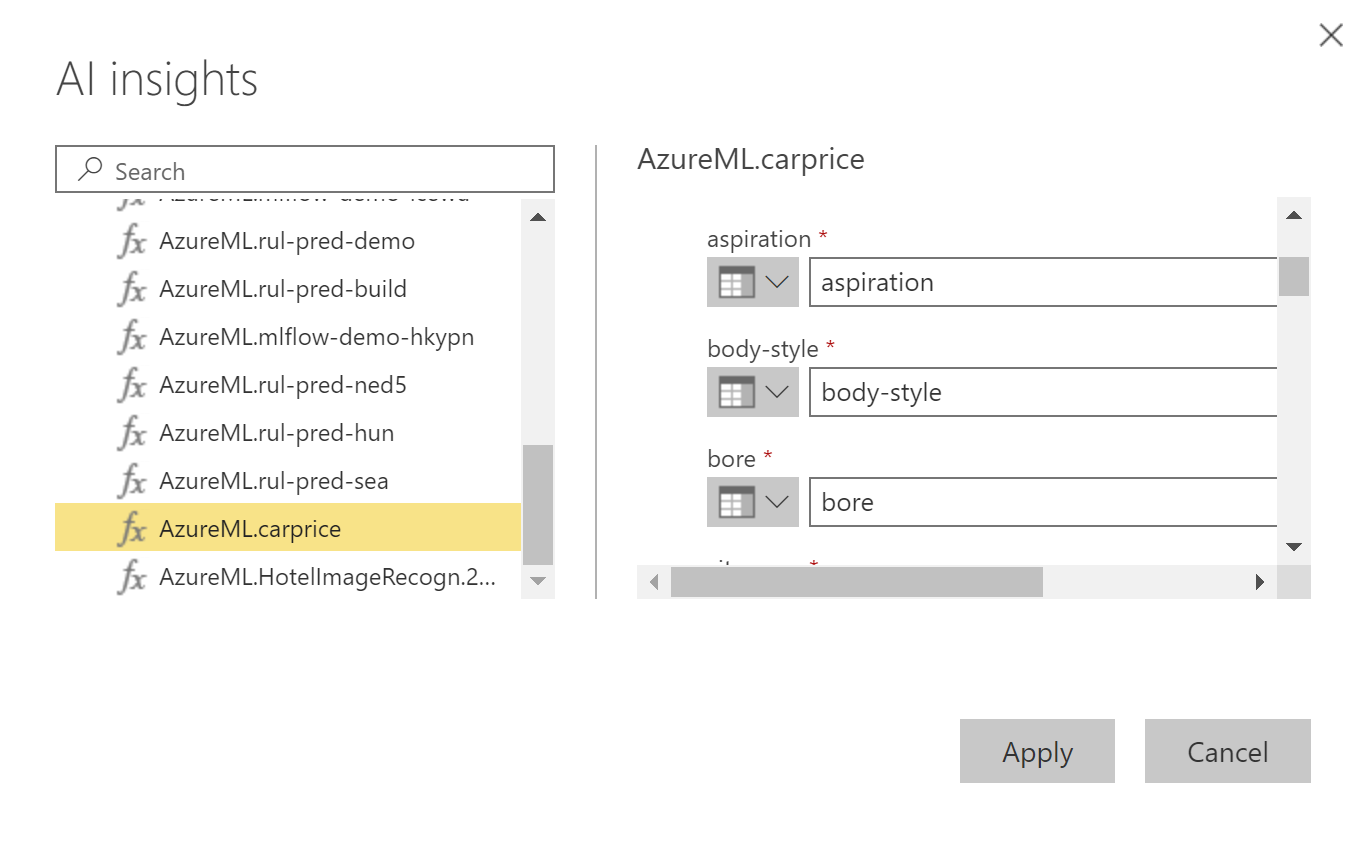 AI insights
Search
AzureML.rul-pred-demo
AzureML.rul-pred-build
AzureML.mlflow-demo-hkypn
AzureML.rul-pred-ned5
AzureML.rul-pred-hun
AzureML.rul-pred-sea
AzureML.carprice
AzureML.HotelImageRecogn.2...
AzureML.carprice
aspiration *
aspiration
body-style *
body-style
bore *
bore
Apply
Cancel